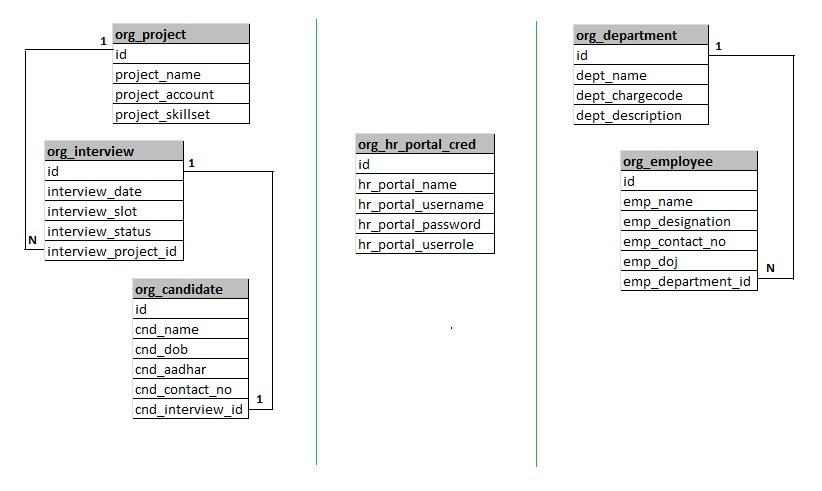 org_project
1
id
project_name
project_account
project_skillset
org_interview
1
id
interview_date
interview_slot
interview_status
N
interview_project_id
org_candidate
id
cnd_name
cnd_dob
cnd_aadhar
cnd_contact_no
1
cnd_interview_id
org_hr_portal_cred
id
hr_portal_name
hr_portal_username
hr_portal_password
hr_portal_userrole
org_department
1
id
dept_name
dept_chargecode
dept_description
org_employee
id
emp_name
emp_designation
emp_contact_no
emp_doj
N
emp_department_id